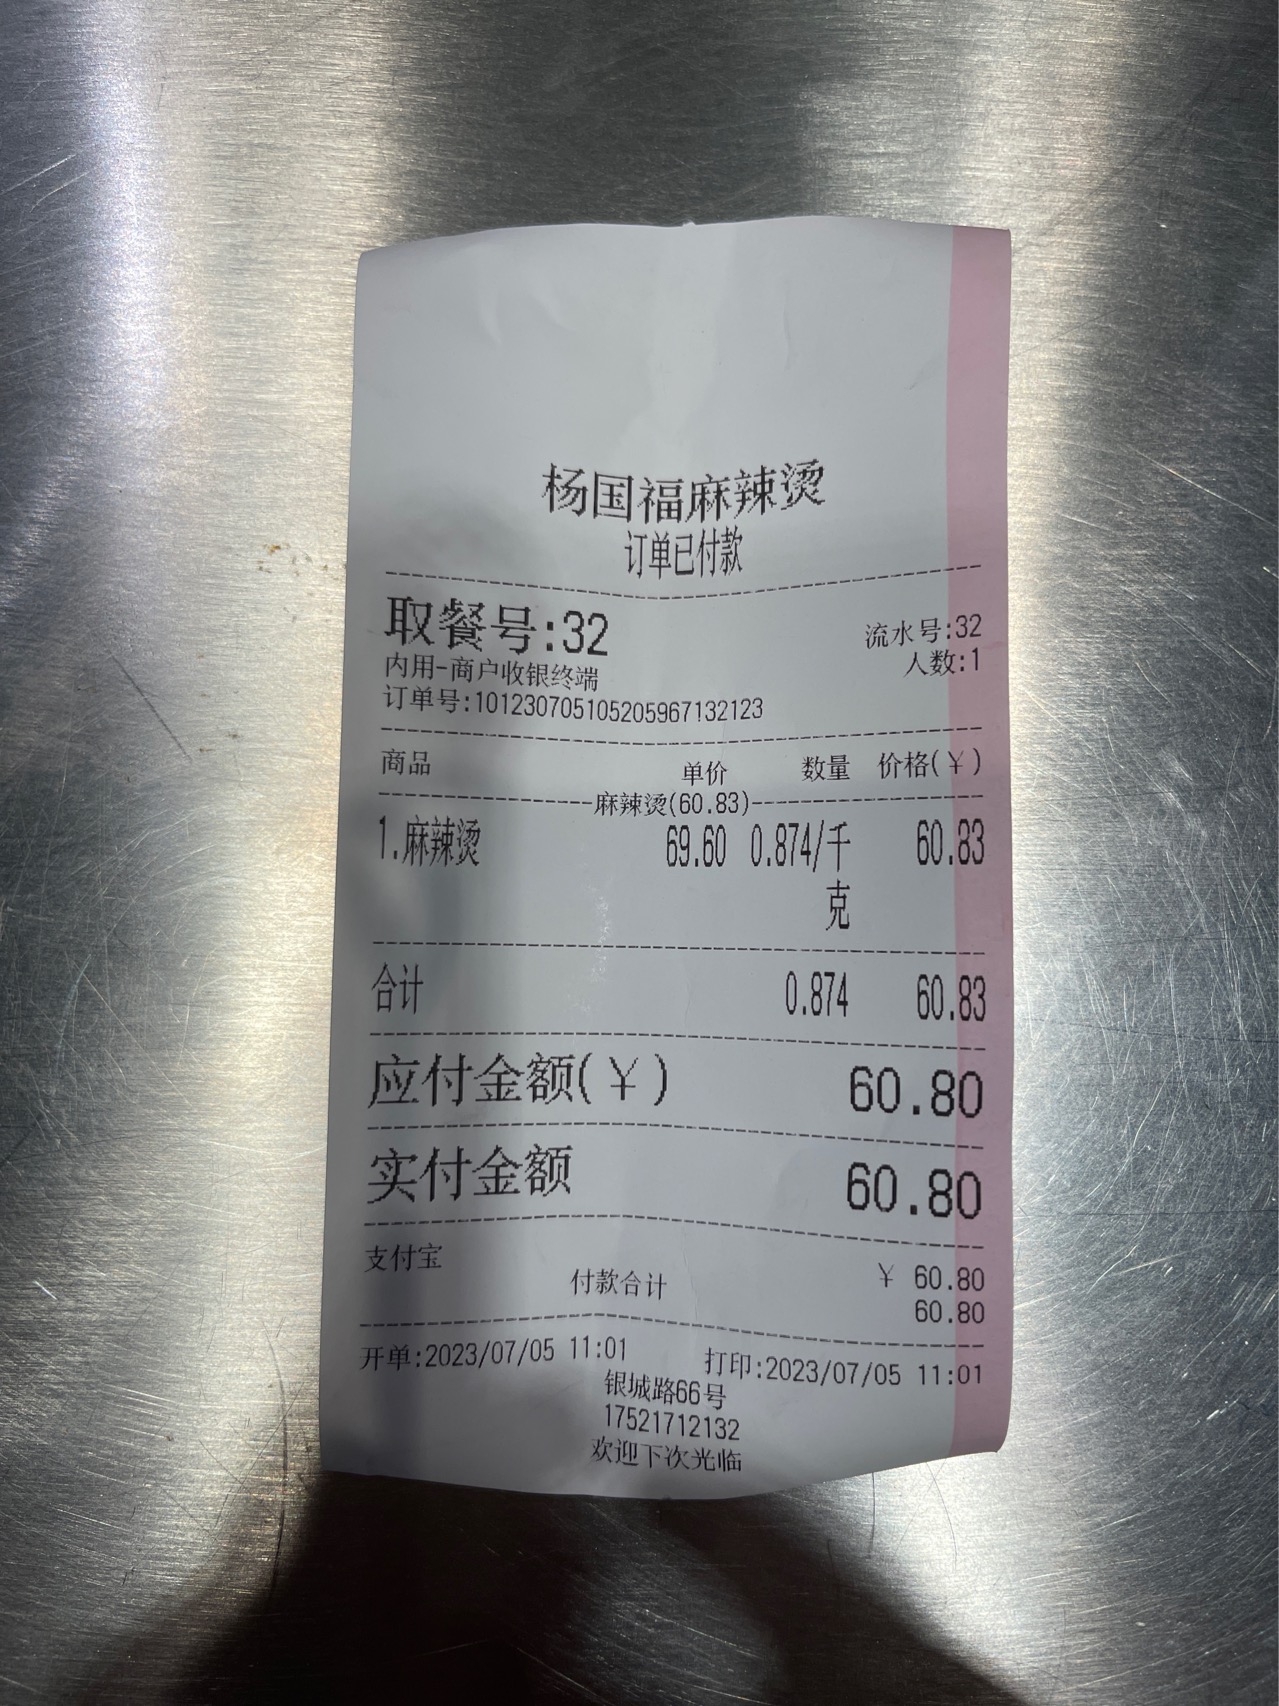 杨国福麻辣烫
订单已付款
取餐号:32 流水号:32
内用-商户收银终端 人数:1
订单号:101230705105205967132123
商品 单价 数量 价格(￥)
麻辣烫(60.83)
1.麻辣烫 69.60 0.874/千克 60.83
合计 0.874 60.83
应付金额(￥) 60.80
实付金额 60.80
支付宝 ￥ 60.80
付款合计 60.80
开单:2023/07/05 11:01 打印:2023/07/05 11:01
银城路66号
17521712132
欢迎下次光临